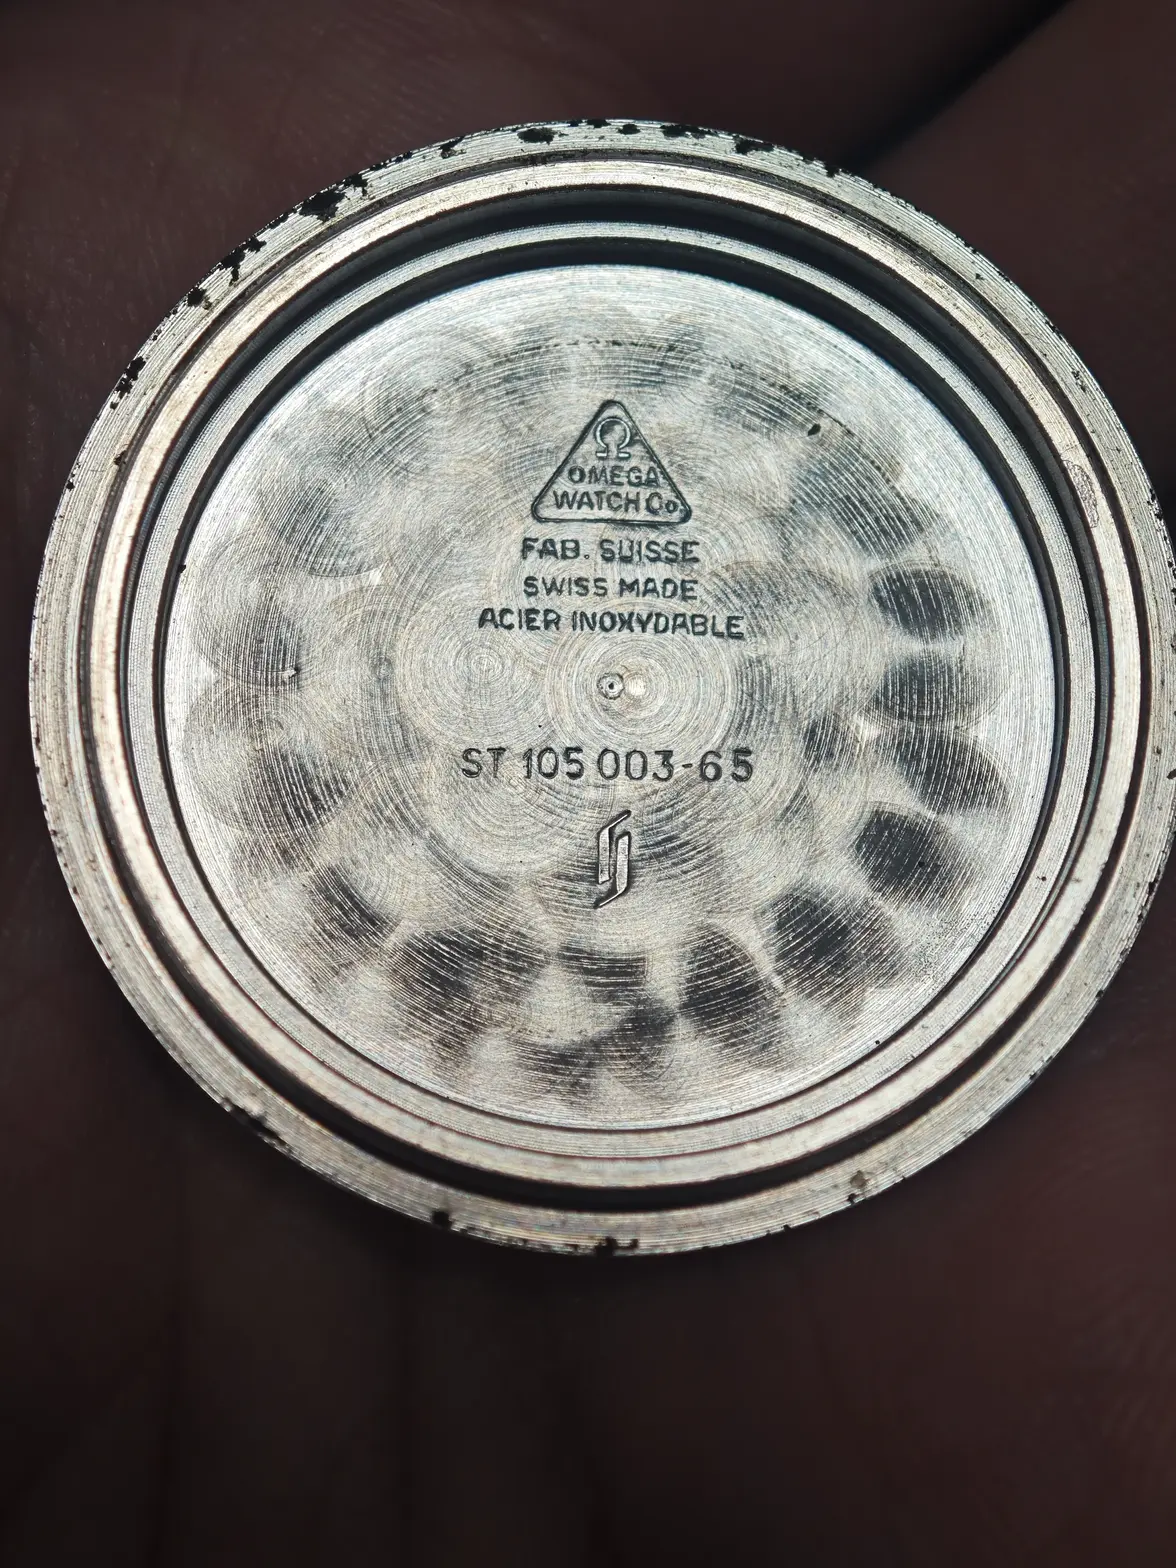 Ω
OMEGA
WATCH Co
FAB. SUISSE
SWISS MADE
ACIER INOXYDABLE
ST 105 003-65